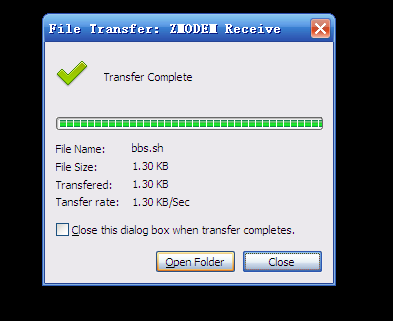 File Transfer: ZMODEM Receive
Transfer Complete
File Name: bbs.sh
File Size: 1.30 KB
Transfered: 1.30 KB
Tansfer rate: 1.30 KB/Sec
Close this dialog box when transfer completes.
Open Folder Close